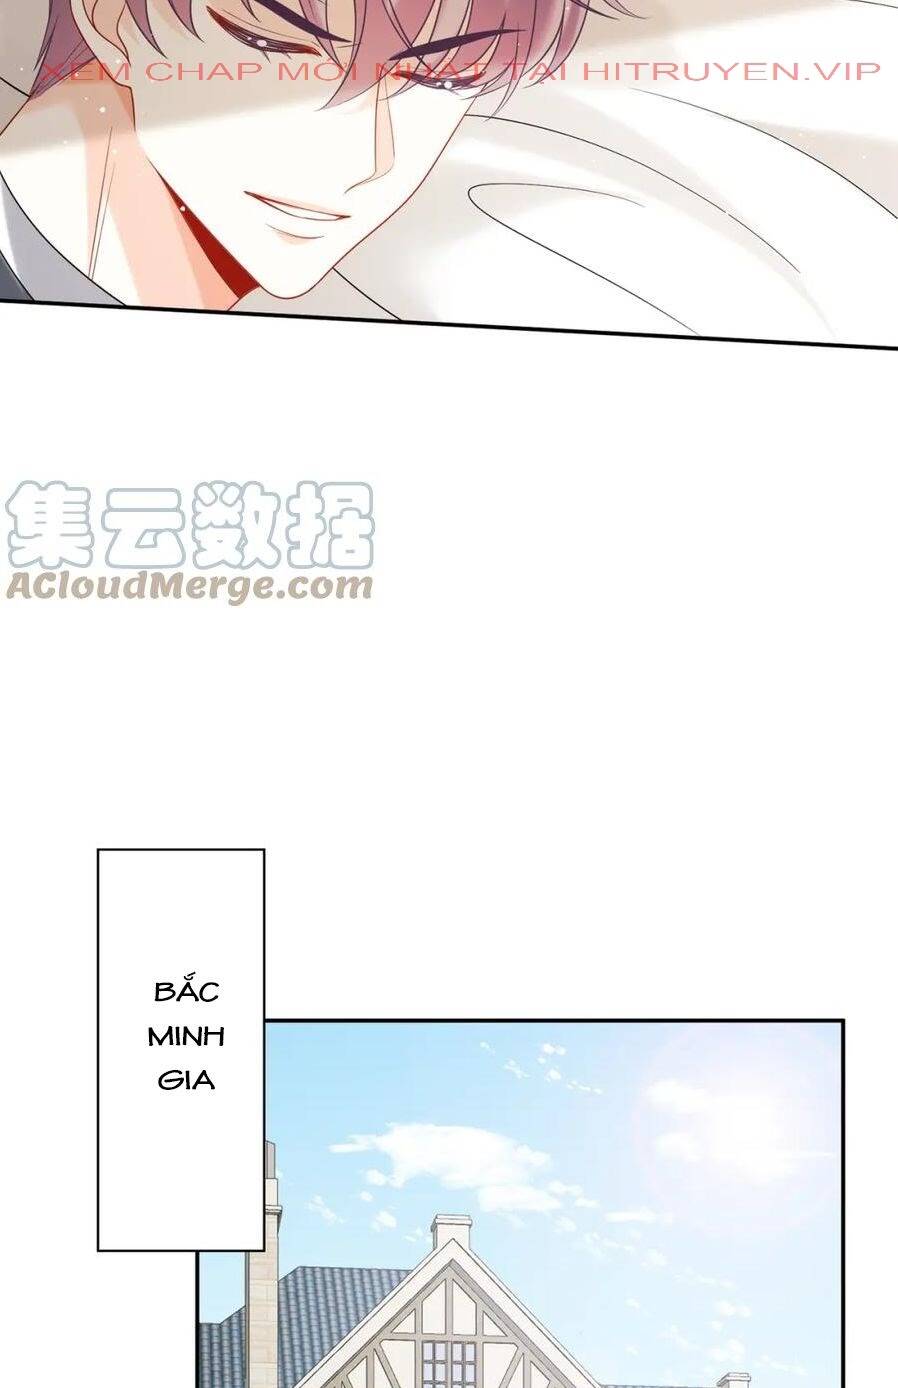 XEM CHAP MỚI NHẤT TẠI HITRUYEN.VIP
集云数据
ACloudMerge.com
BẮC
MINH
GIA